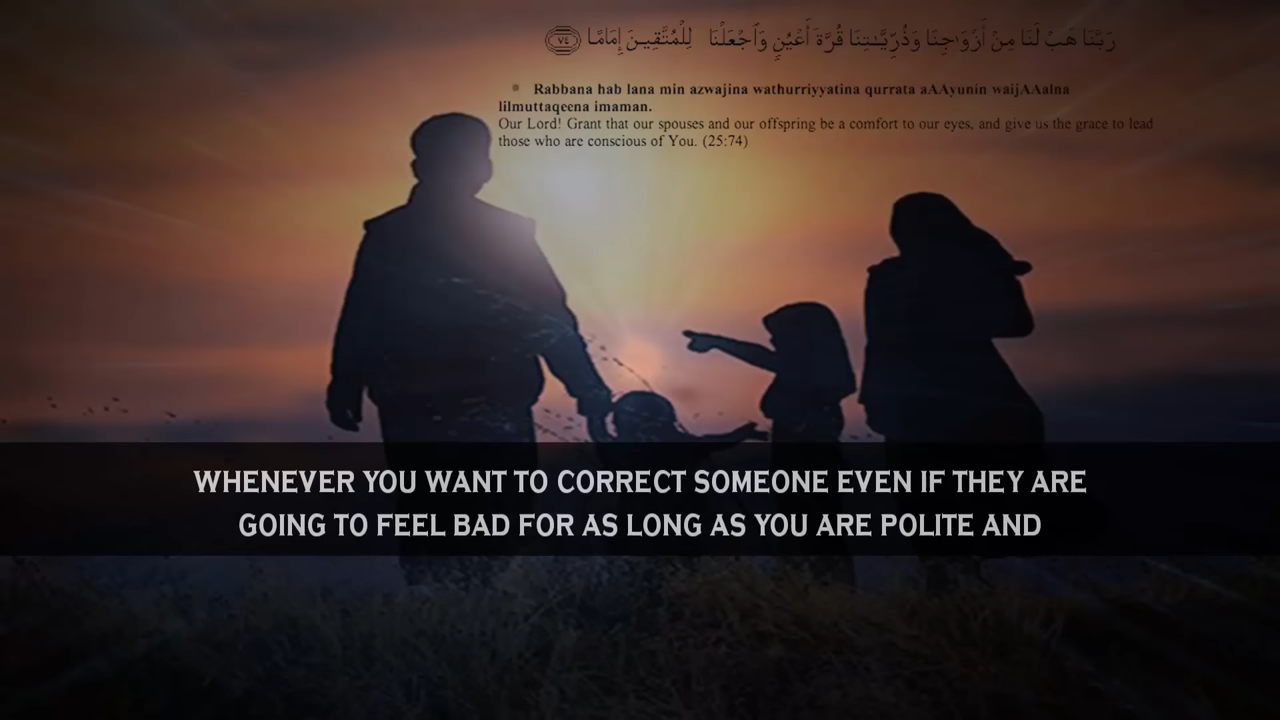 رَبَّنَا هَبْ لَنَا مِنْ أَزْوَٰجِنَا وَذُرِّيَّـٰتِنَا قُرَّةَ أَعْيُنٍ وَٱجْعَلْنَا لِلْمُتَّقِينَ إِمَامًا ٧٤
Rabbana hab lana min azwajina wathurriyyatina qurrata aAAyunin waijAAalna
lilmuttaqeena imaman.
Our Lord! Grant that our spouses and our offspring be a comfort to our eyes, and give us the grace to lead
those who are conscious of You. (25:74)
WHENEVER YOU WANT TO CORRECT SOMEONE EVEN IF THEY ARE
GOING TO FEEL BAD FOR AS LONG AS YOU ARE POLITE AND